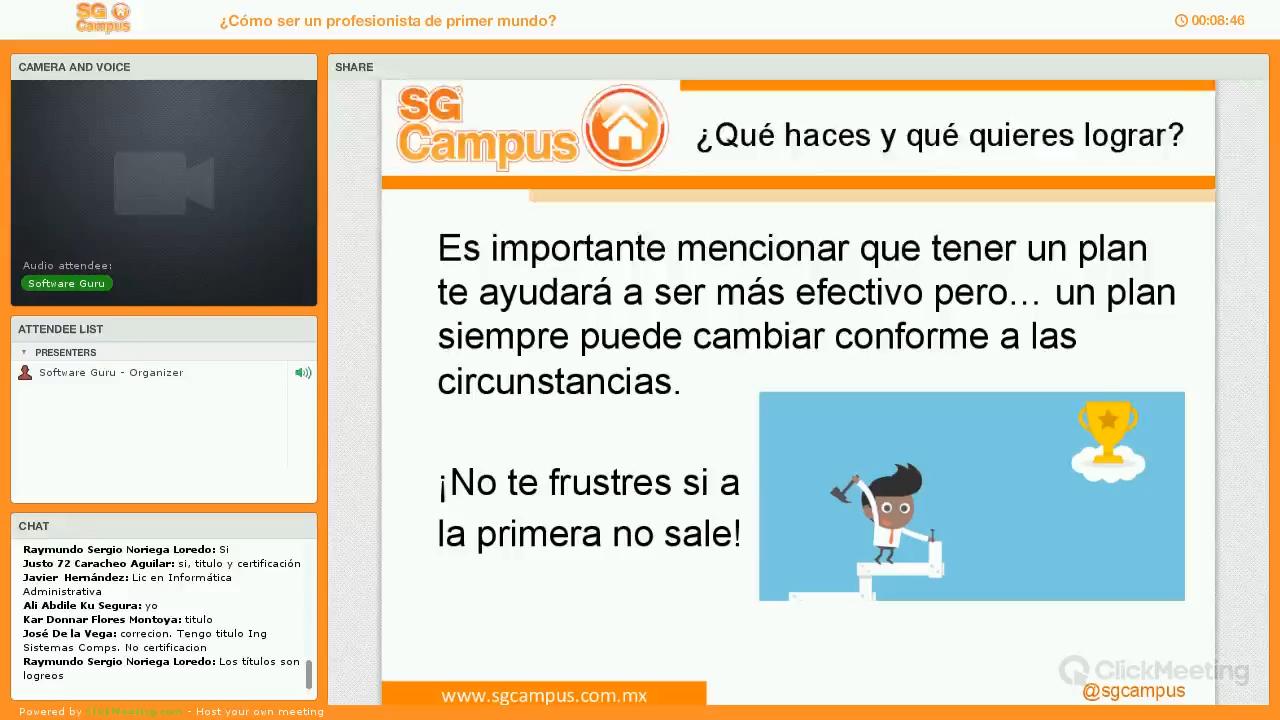 SG
Campus
¿Cómo ser un profesionista de primer mundo?
00:08:46
CAMERA AND VOICE
Audio attendee:
Software Guru
ATTENDEE LIST
PRESENTERS
Software Guru - Organizer
CHAT
Raymundo Sergio Noriega Loredo: Si
Justo 72 Caracheo Aguilar: si, titulo y certificación
Javier Hernández: Lic en Informática
Administrativa
Ali Abdile Ku Segura: yo
Kar Donnar Flores Montoya: titulo
José De la Vega: correcion. Tengo titulo Ing
Sistemas Comps. No certificacion
Raymundo Sergio Noriega Loredo: Los títulos son
logreos
Powered by ClickMeeting.com - Host your own meeting
SHARE
SG
Campus
¿Qué haces y qué quieres lograr?
Es importante mencionar que tener un plan
te ayudará a ser más efectivo pero... un plan
siempre puede cambiar conforme a las
circunstancias.
¡No te frustres si a
la primera no sale!
ClickMeeting
www.sgcampus.com.mx
@sgcampus